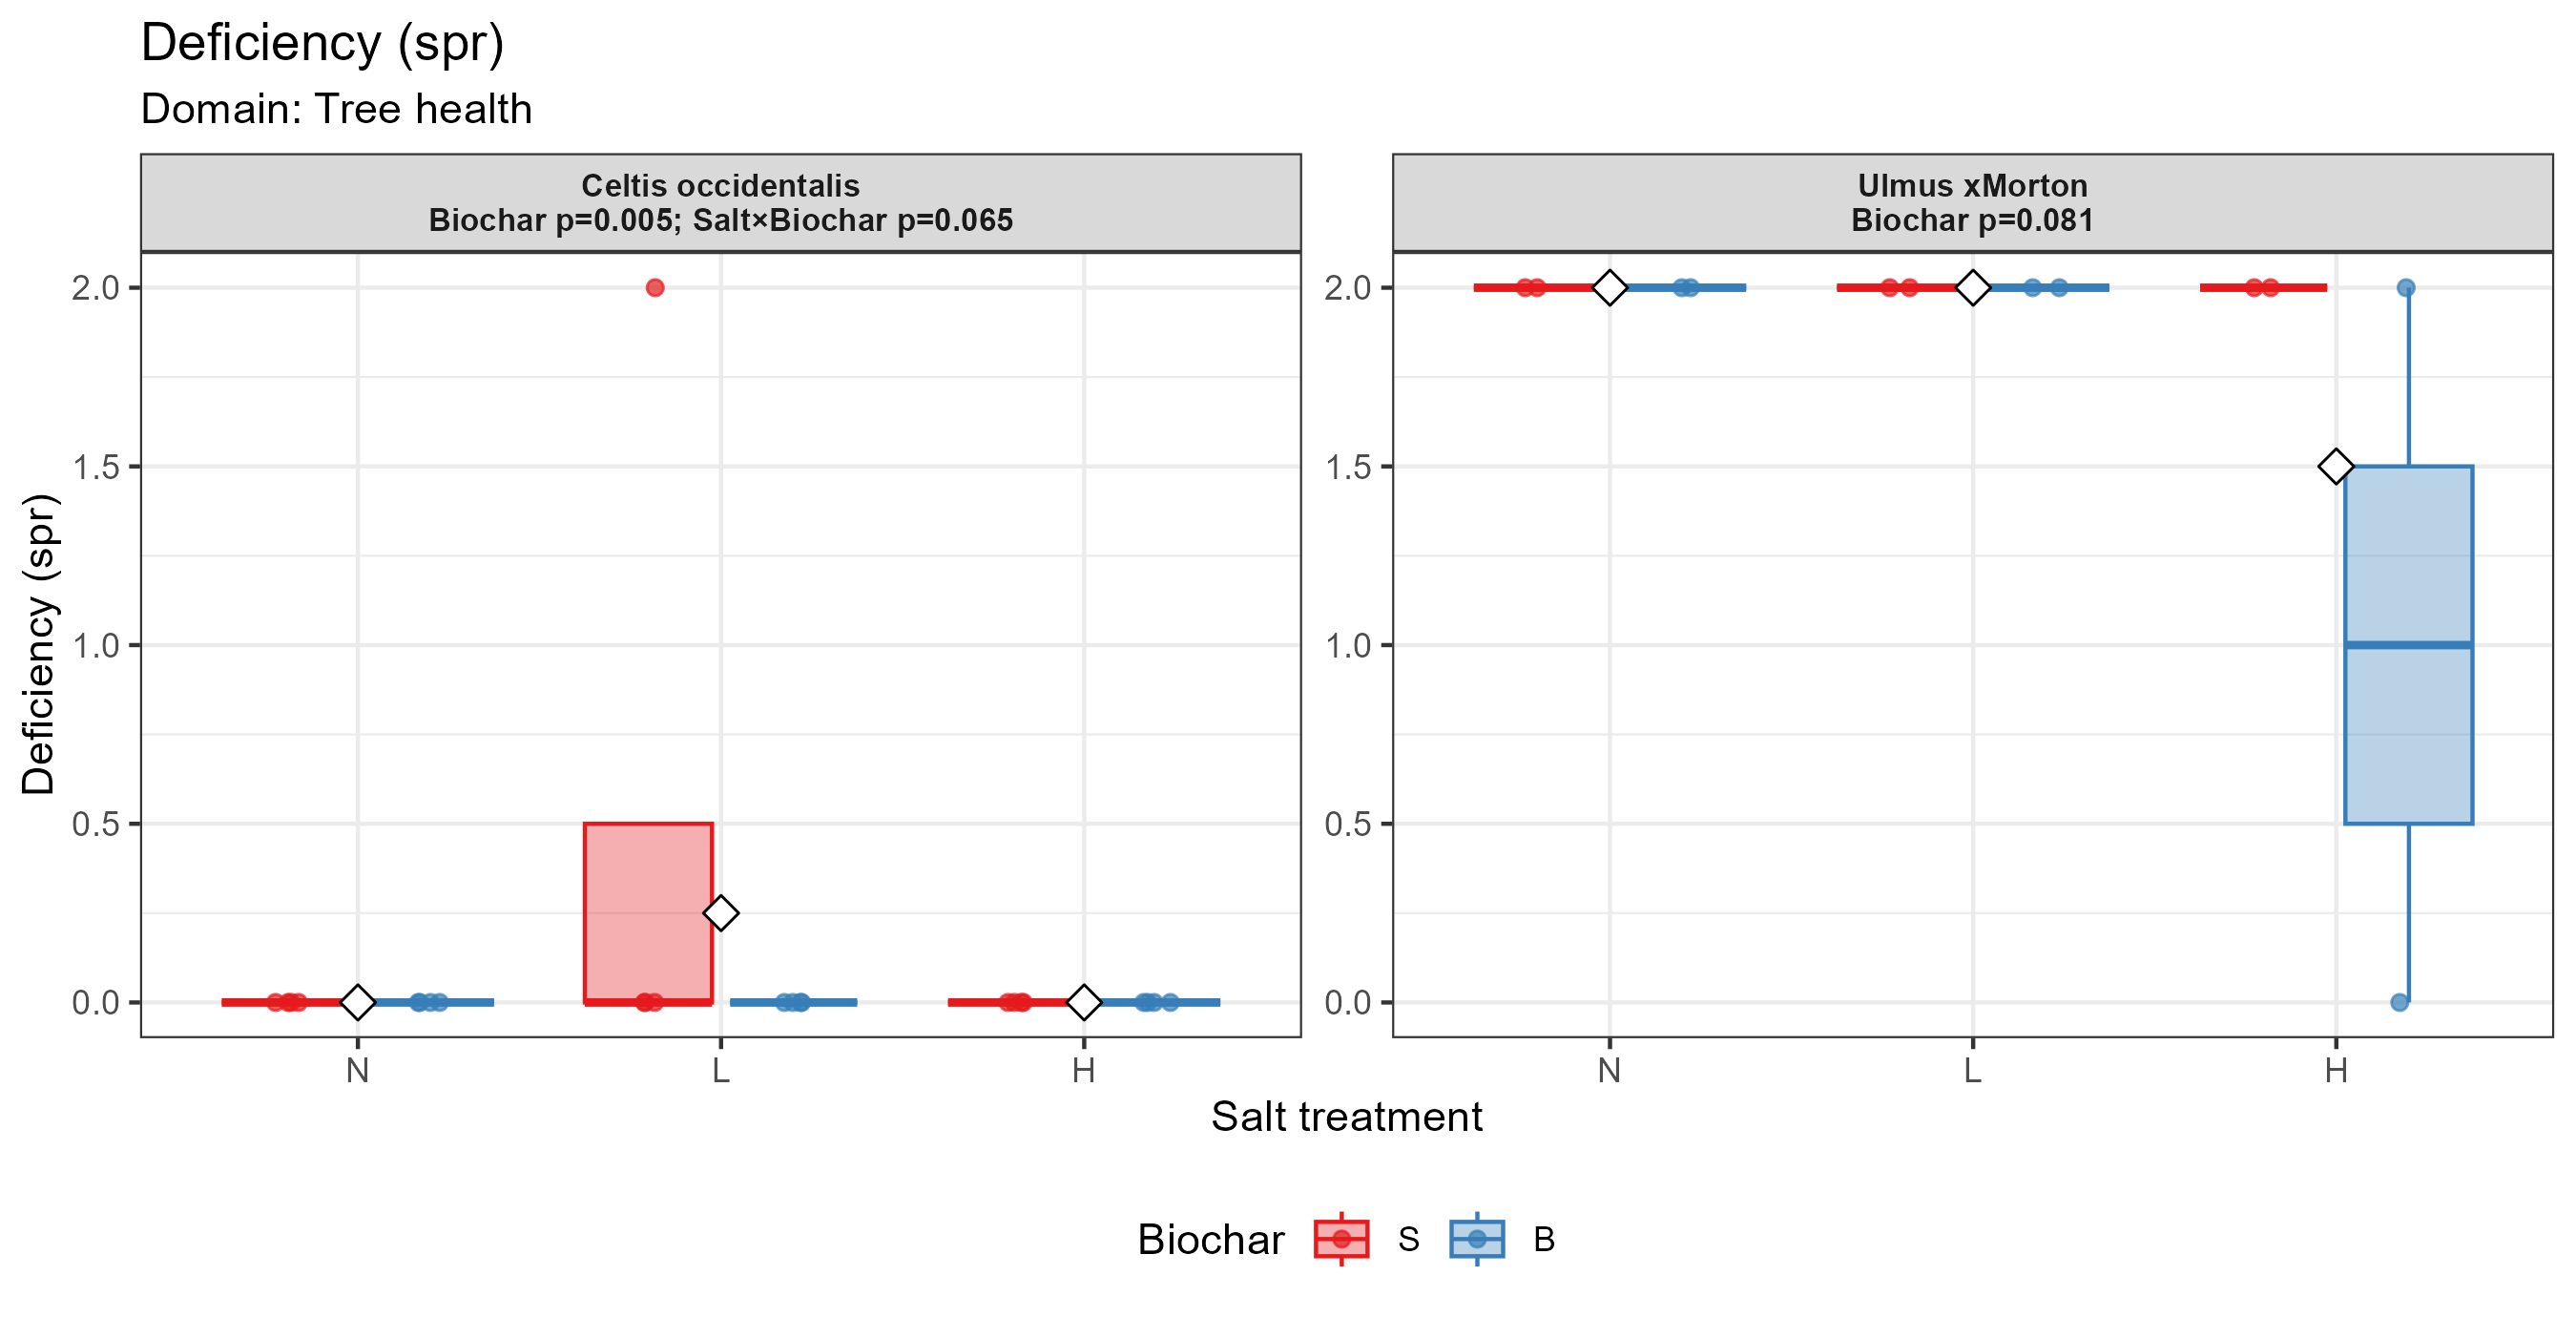 Deficiency (spr)
Domain: Tree health
Celtis occidentalis
Biochar p=0.005; Salt×Biochar p=0.065
Ulmus xMorton
Biochar p=0.081
Deficiency (spr)
2.0
1.5
1.0
0.5
0.0
2.0
1.5
1.0
0.5
0.0
N
L
H
N
L
H
Salt treatment
Biochar
S
B